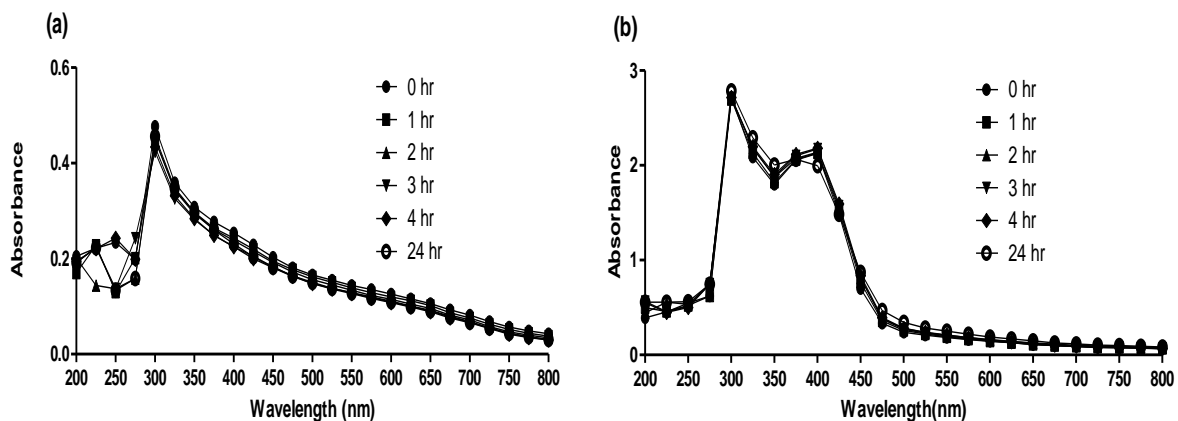 (a)
0.6
0.4
0.2
0.0
Absorbance
200 250 300 350 400 450 500 550 600 650 700 750 800
Wavelength (nm)
0 hr
1 hr
2 hr
3 hr
4 hr
24 hr
(b)
3
2
1
0
Absorbance
200 250 300 350 400 450 500 550 600 650 700 750 800
Wavelength(nm)
0 hr
1 hr
2 hr
3 hr
4 hr
24 hr